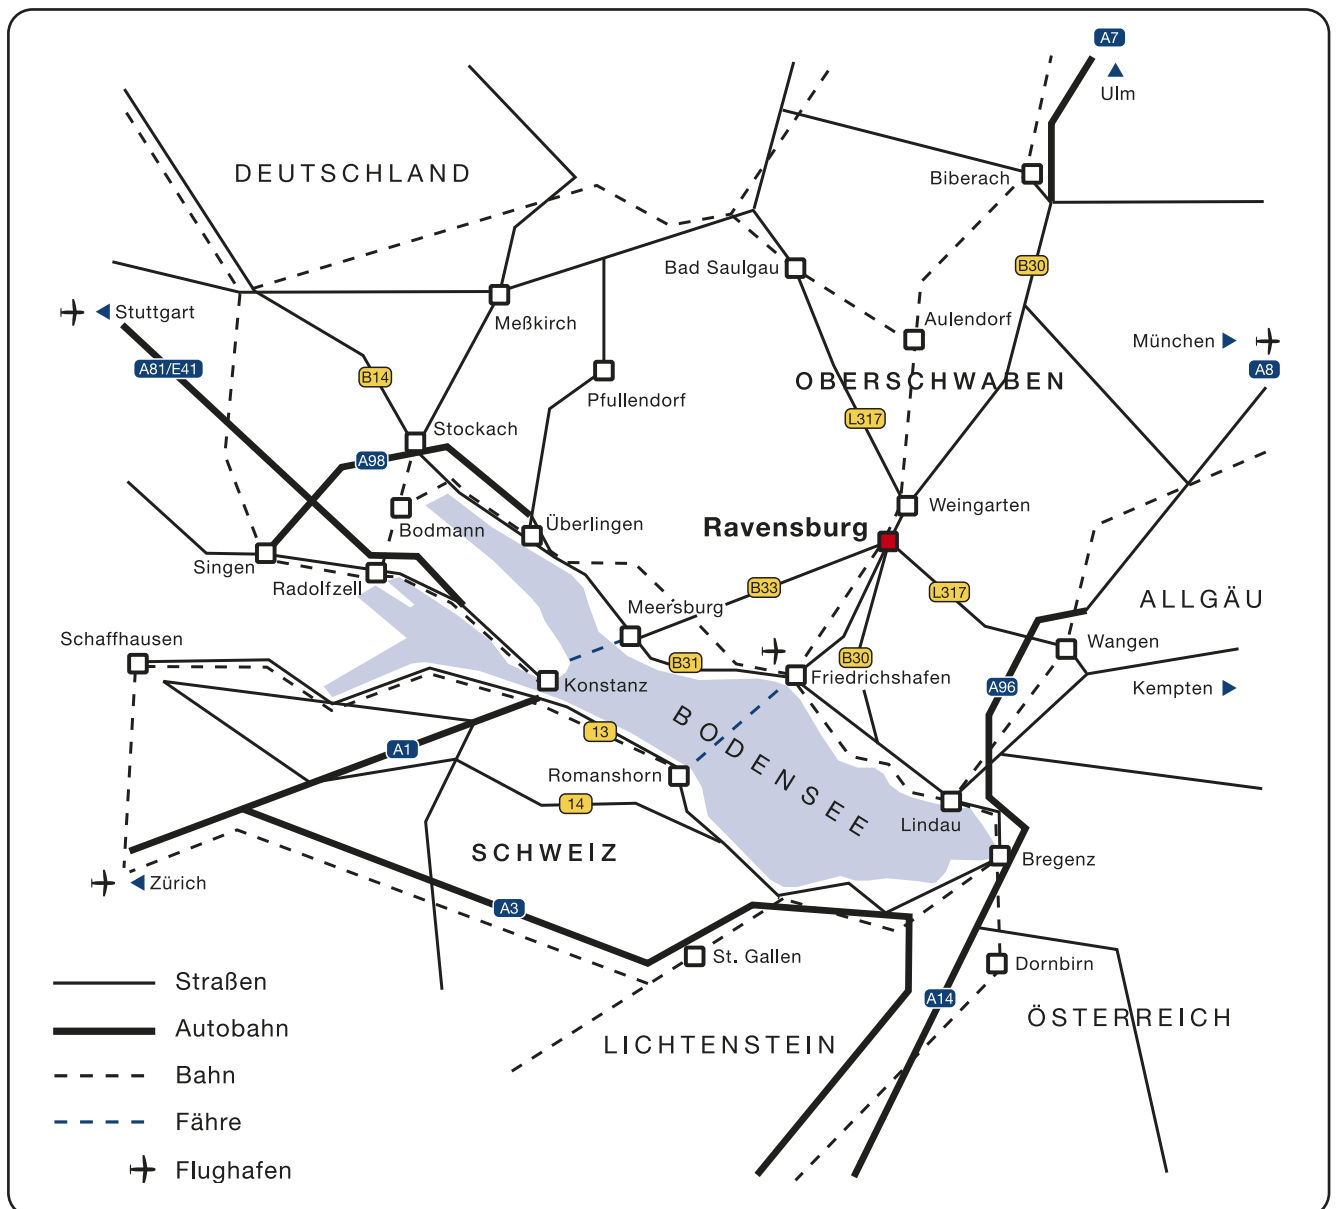 A7
Ulm
DEUTSCHLAND
Biberach
Bad Saulgau
B30
Stuttgart
Meßkirch
Aulendorf
München
A81/E41
B14
A8
OBERSCHWABEN
Pfullendorf
L317
Stockach
A98
Weingarten
Bodmann
Überlingen
Ravensburg
Singen
Radolfzell
B33
L317
ALLGÄU
Meersburg
Schaffhausen
Wangen
B31
B30
Friedrichshafen
Konstanz
A96
Kempten
BODENSEE
13
A1
Romanshorn
14
Lindau
SCHWEIZ
Bregenz
Zürich
A3
St. Gallen
Dornbirn
Straßen
A14
ÖSTERREICH
Autobahn
LICHTENSTEIN
Bahn
Fähre
Flughafen